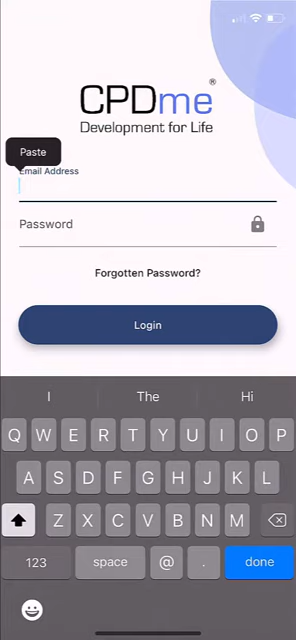 CPDme®
Development for Life
Paste
Email Address
Password
Forgotten Password?
Login
I The Hi
Q W E R T Y U I O P
A S D F G H J K L
Z X C V B N M
123 space @ . done